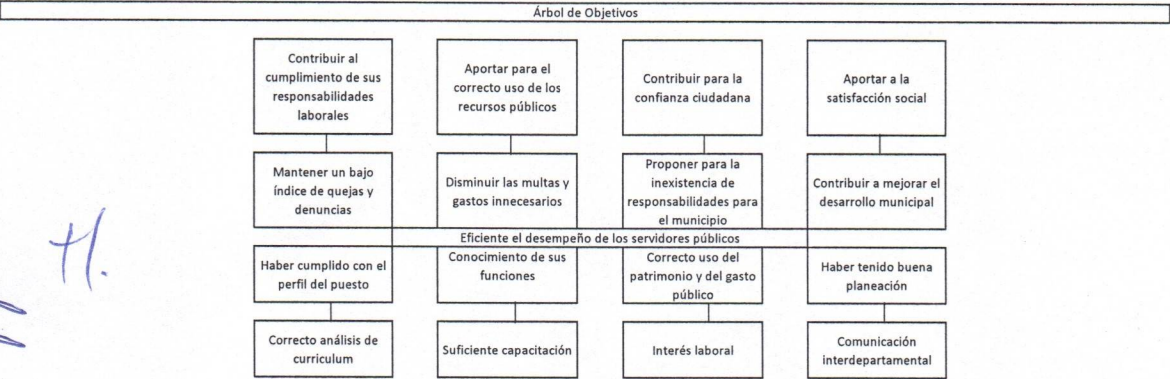 Árbol de Objetivos
Contribuir al
cumplimiento de sus
responsabilidades
laborales
Aportar para el
correcto uso de los
recursos públicos
Contribuir para la
confianza ciudadana
Aportar a la
satisfacción social
Mantener un bajo
índice de quejas y
denuncias
Disminuir las multas y
gastos innecesarios
Proponer para la
inexistencia de
responsabilidades para
el municipio
Contribuir a mejorar el
desarrollo municipal
Eficiente el desempeño de los servidores públicos
Haber cumplido con el
perfil del puesto
Conocimiento de sus
funciones
Correcto uso del
patrimonio y del gasto
público
Haber tenido buena
planeación
Correcto análisis de
curriculum
Suficiente capacitación
Interés laboral
Comunicación
interdepartamental